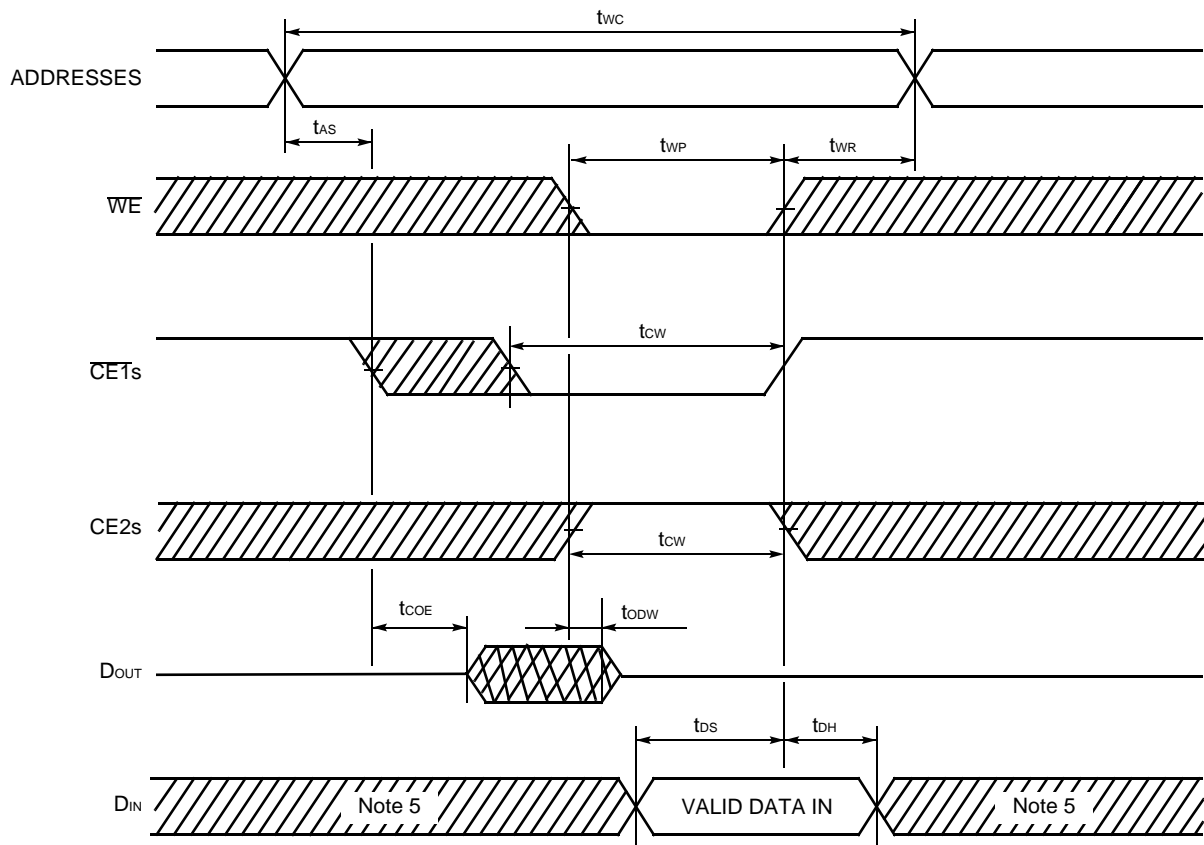 tWC
ADDRESSES
tAS
tWP
tWR
WE
tCW
CE1s
CE2s
tCW
tCOE
tODW
DOUT
tDS
tDH
DIN
Note 5
VALID DATA IN
Note 5